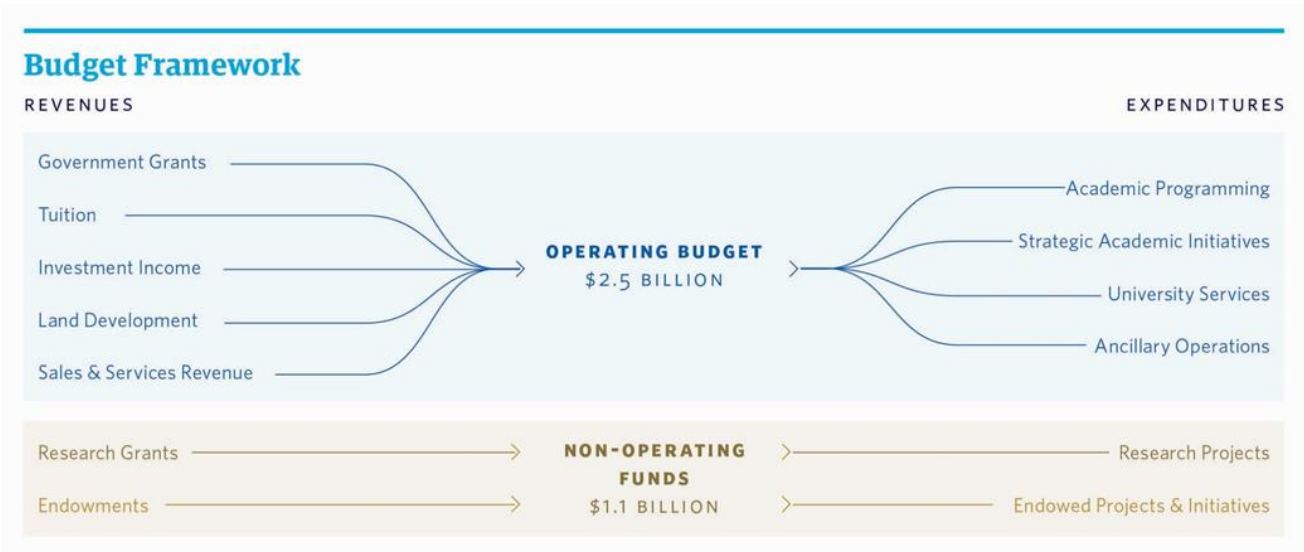 Budget Framework
REVENUES
EXPENDITURES
Government Grants
Tuition
Investment Income
Land Development
Sales & Services Revenue
OPERATING BUDGET
$2.5 BILLION
Academic Programming
Strategic Academic Initiatives
University Services
Ancillary Operations
Research Grants
Endowments
NON-OPERATING
FUNDS
$1.1 BILLION
Research Projects
Endowed Projects & Initiatives